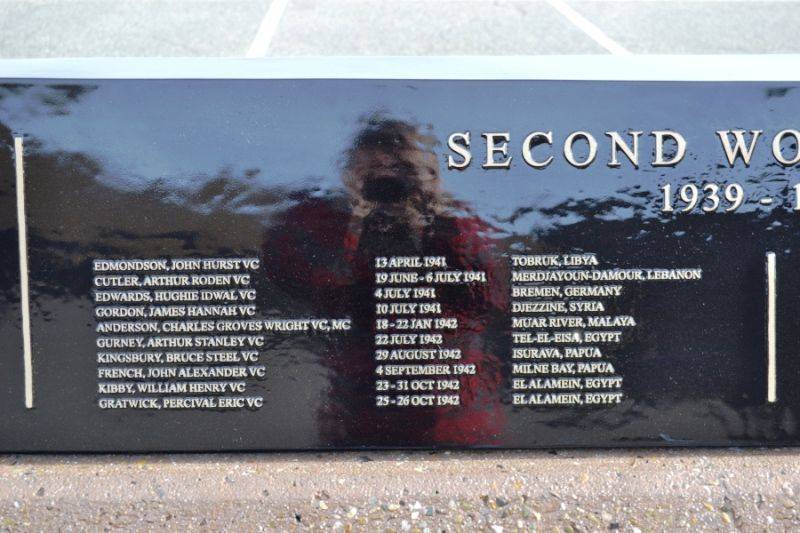 SECOND WO
1939 - 1
EDMONDSON, JOHN HURST VC 13 APRIL 1941 TOBRUK, LIBYA
CUTLER, ARTHUR RODEN VC 19 JUNE - 6 JULY 1941 MERDJAYOUN-DAMOUR, LEBANON
EDWARDS, HUGHIE IDWAL VC 4 JULY 1941 BREMEN, GERMANY
GORDON, JAMES HANNAH VC 10 JULY 1941 DJEZZINE, SYRIA
ANDERSON, CHARLES GROVES WRIGHT VC, MC 18 - 22 JAN 1942 MUAR RIVER, MALAYA
GURNEY, ARTHUR STANLEY VC 22 JULY 1942 TEL-EL-EISA, EGYPT
KINGSBURY, BRUCE STEEL VC 29 AUGUST 1942 ISURAVA, PAPUA
FRENCH, JOHN ALEXANDER VC 4 SEPTEMBER 1942 MILNE BAY, PAPUA
KIBBY, WILLIAM HENRY VC 23 - 31 OCT 1942 EL ALAMEIN, EGYPT
GRATWICK, PERCIVAL ERIC VC 25 - 26 OCT 1942 EL ALAMEIN, EGYPT